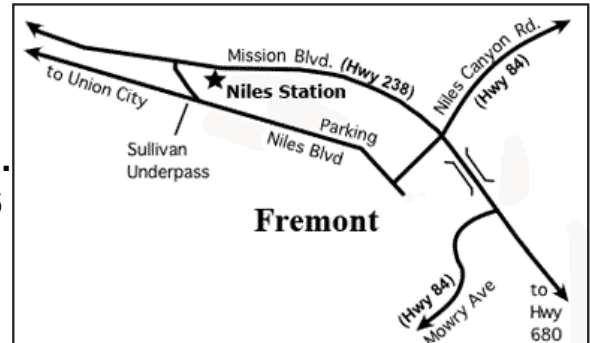 Mission Blvd. (Hwy 238)
Niles Canyon Rd.
(Hwy 84)
to Union City
Niles Station
Parking
Niles Blvd
Sullivan
Underpass
Fremont
(Hwy 84)
Mowry Ave
to
Hwy
680